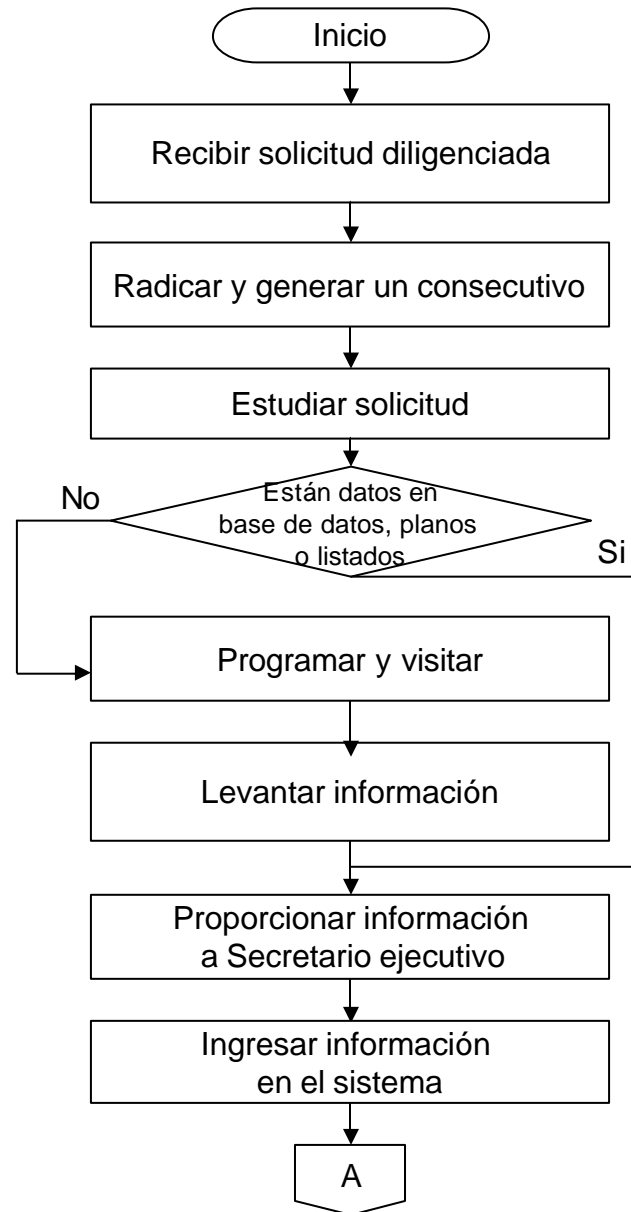 Inicio
Recibir solicitud diligenciada
Radicar y generar un consecutivo
Estudiar solicitud
No
Están datos en
base de datos, planos
o listados
Si
Programar y visitar
Levantar información
Proporcionar información
a Secretario ejecutivo
Ingresar información
en el sistema
A